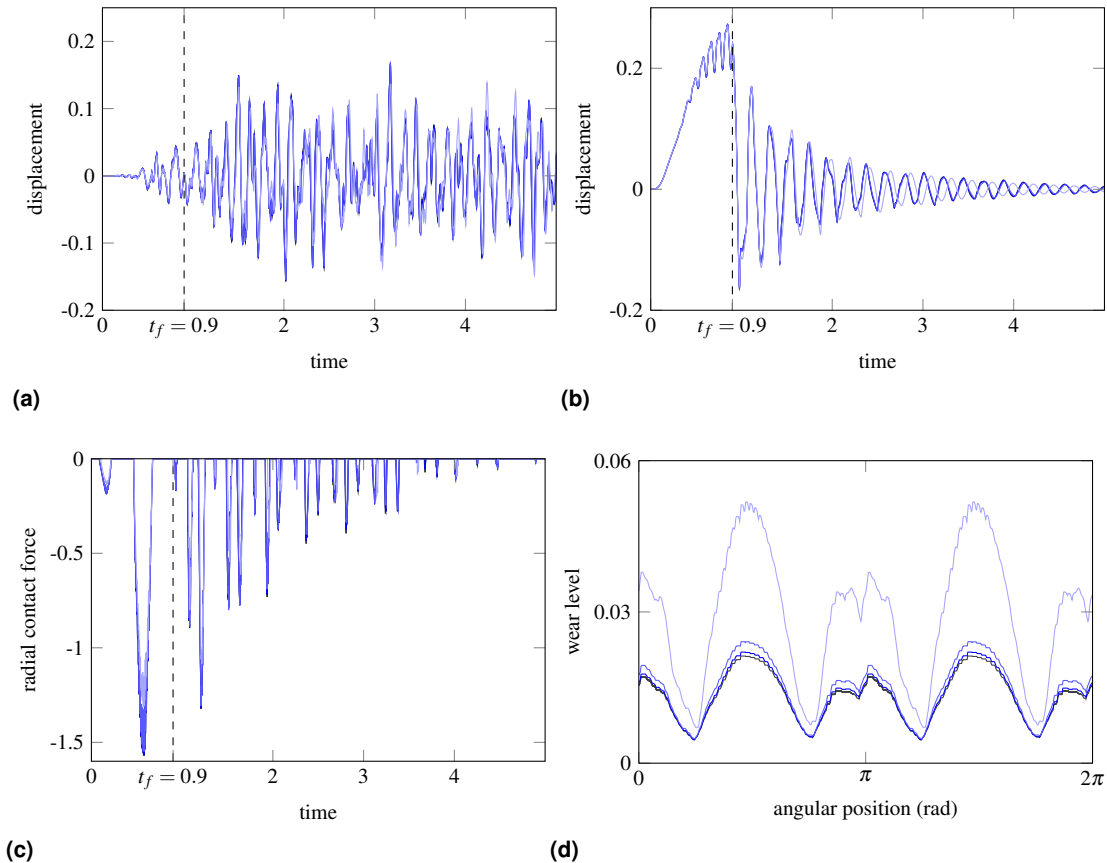 0.2
0.1
0
-0.1
-0.2
displacement
0
t_f = 0.9
2
3
4
time
(a)
0.2
0
-0.2
displacement
0
t_f = 0.9
2
3
4
time
(b)
0
-0.5
-1
-1.5
radial contact force
0
t_f = 0.9
2
3
4
time
(c)
0.06
0.03
0
wear level
0
π
2π
angular position (rad)
(d)